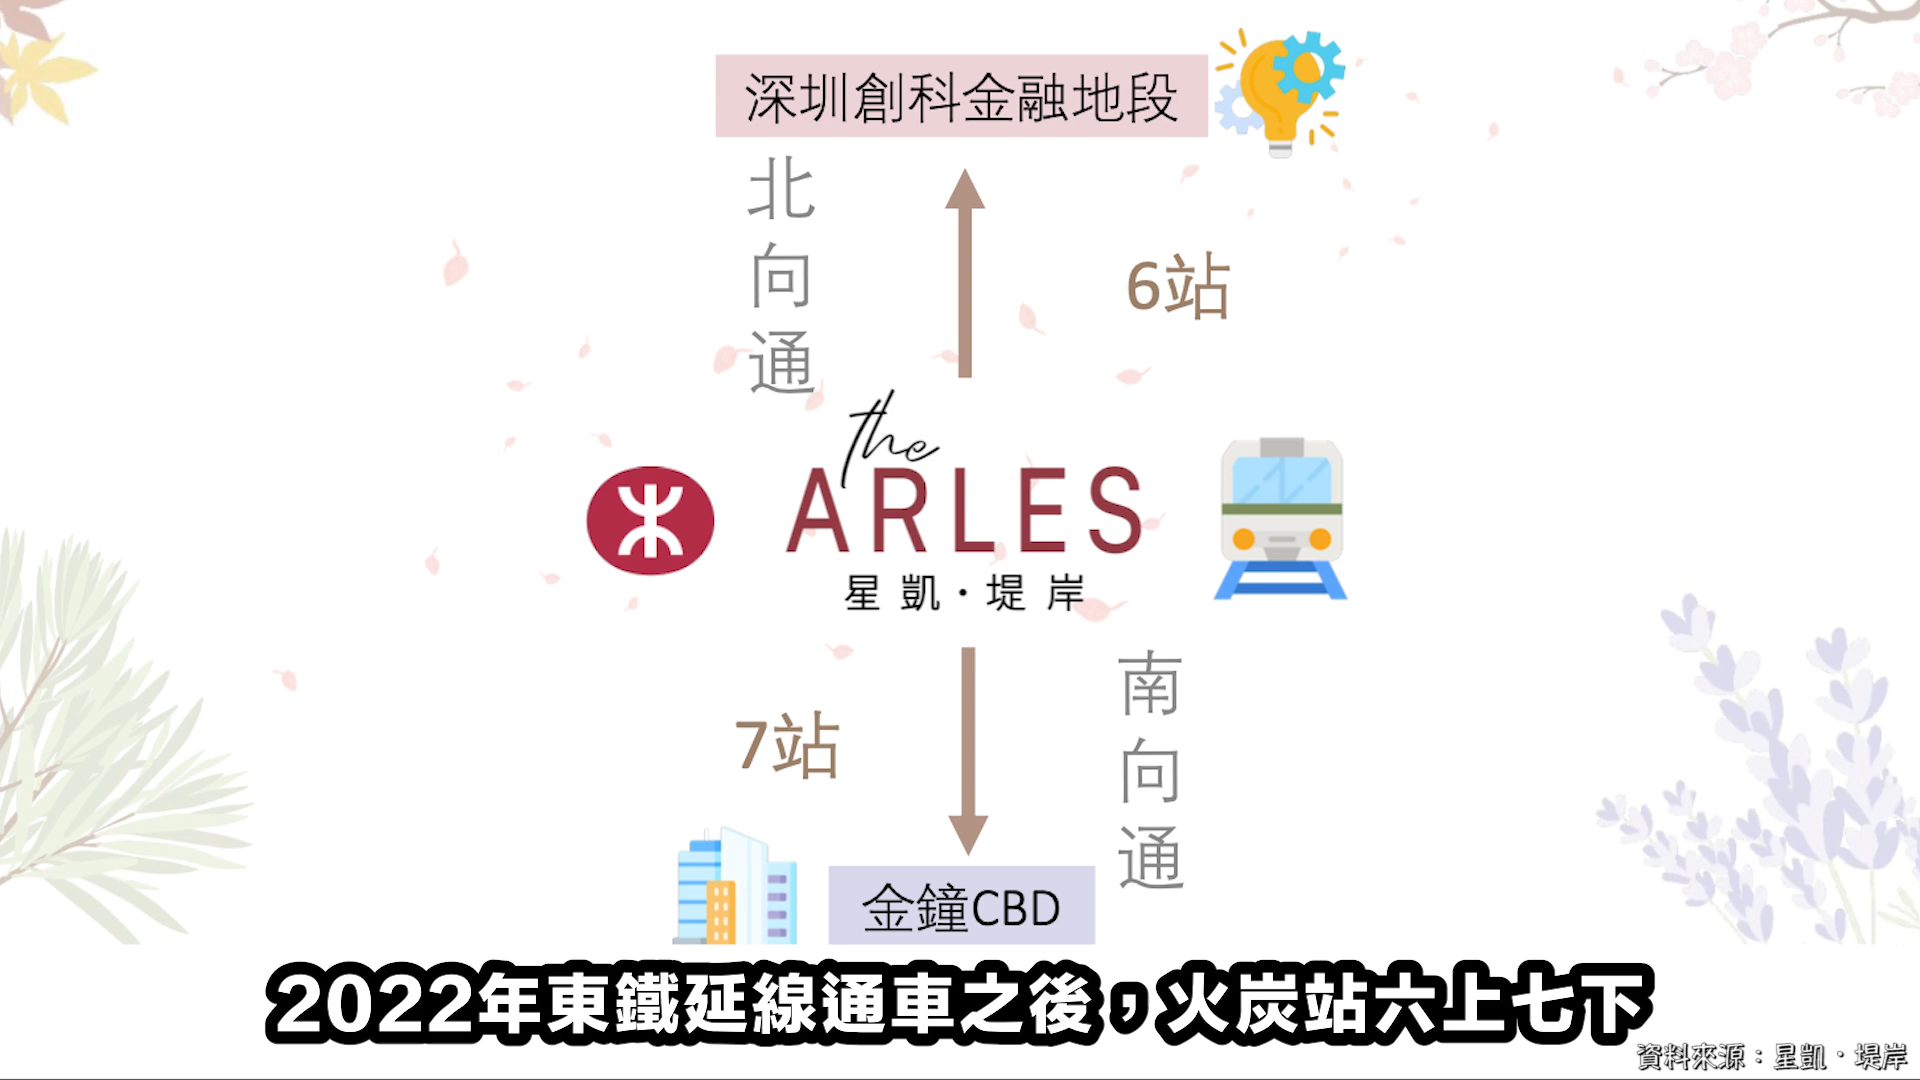 深圳創科金融地段
北向通
6站
the
ARLES
星凱·堤岸
南向通
7站
金鐘CBD
2022年東鐵延線通車之後,火炭站六上七下
資料來源:星凱·堤岸